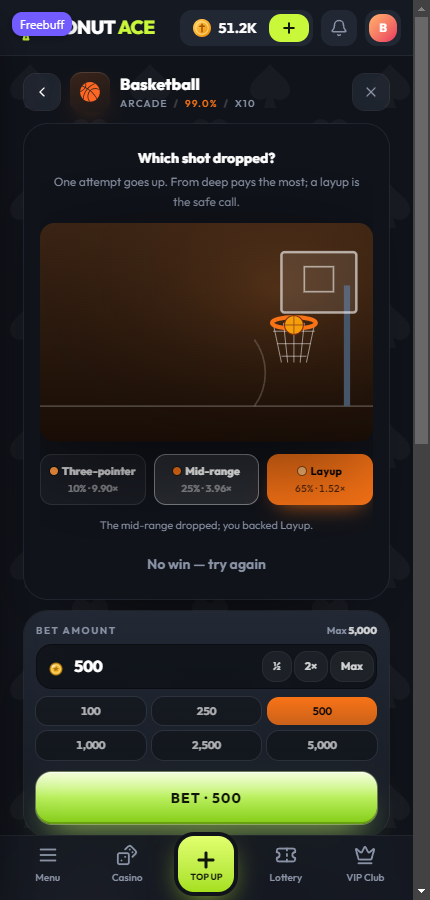 Freebuff
ONUT ACE
51.2K
B
Basketball
ARCADE / 99.0% / X10
Which shot dropped?
One attempt goes up. From deep pays the most; a layup is
the safe call.
Three-pointer
10% · 9.90×
Mid-range
25% · 3.96×
Layup
65% · 1.52×
The mid-range dropped; you backed Layup.
No win — try again
BET AMOUNT
Max 5,000
500
½
2×
Max
100
250
500
1,000
2,500
5,000
BET · 500
Menu
Casino
TOP UP
Lottery
VIP Club